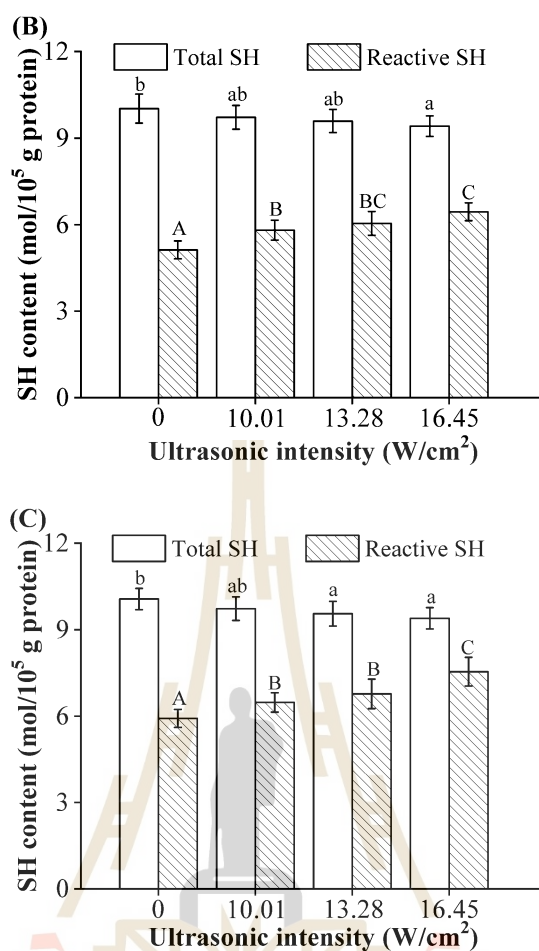 (B)
12
Total SH
Reactive SH
b
ab
ab
a
9
A
B
BC
C
6
3
0
SH content (mol/10⁵ g protein)
0
10.01
13.28
16.45
Ultrasonic intensity (W/cm²)
(C)
12
Total SH
Reactive SH
b
ab
a
a
9
A
B
B
C
6
3
0
SH content (mol/10⁵ g protein)
0
10.01
13.28
16.45
Ultrasonic intensity (W/cm²)